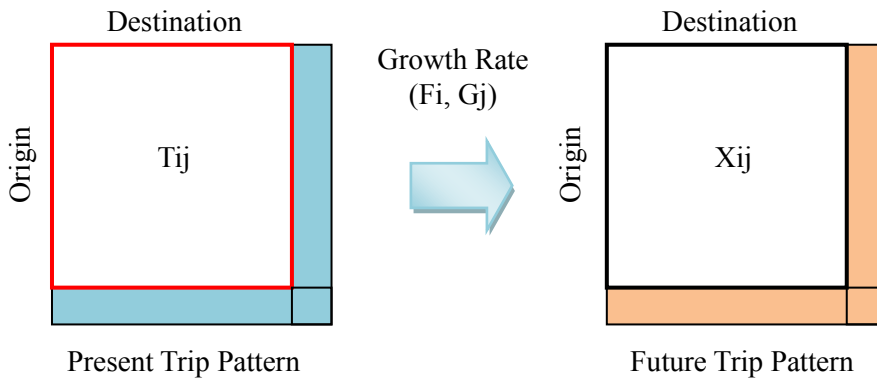 Destination
Origin
Tij
Present Trip Pattern
Growth Rate
(Fi, Gj)
Destination
Origin
Xij
Future Trip Pattern